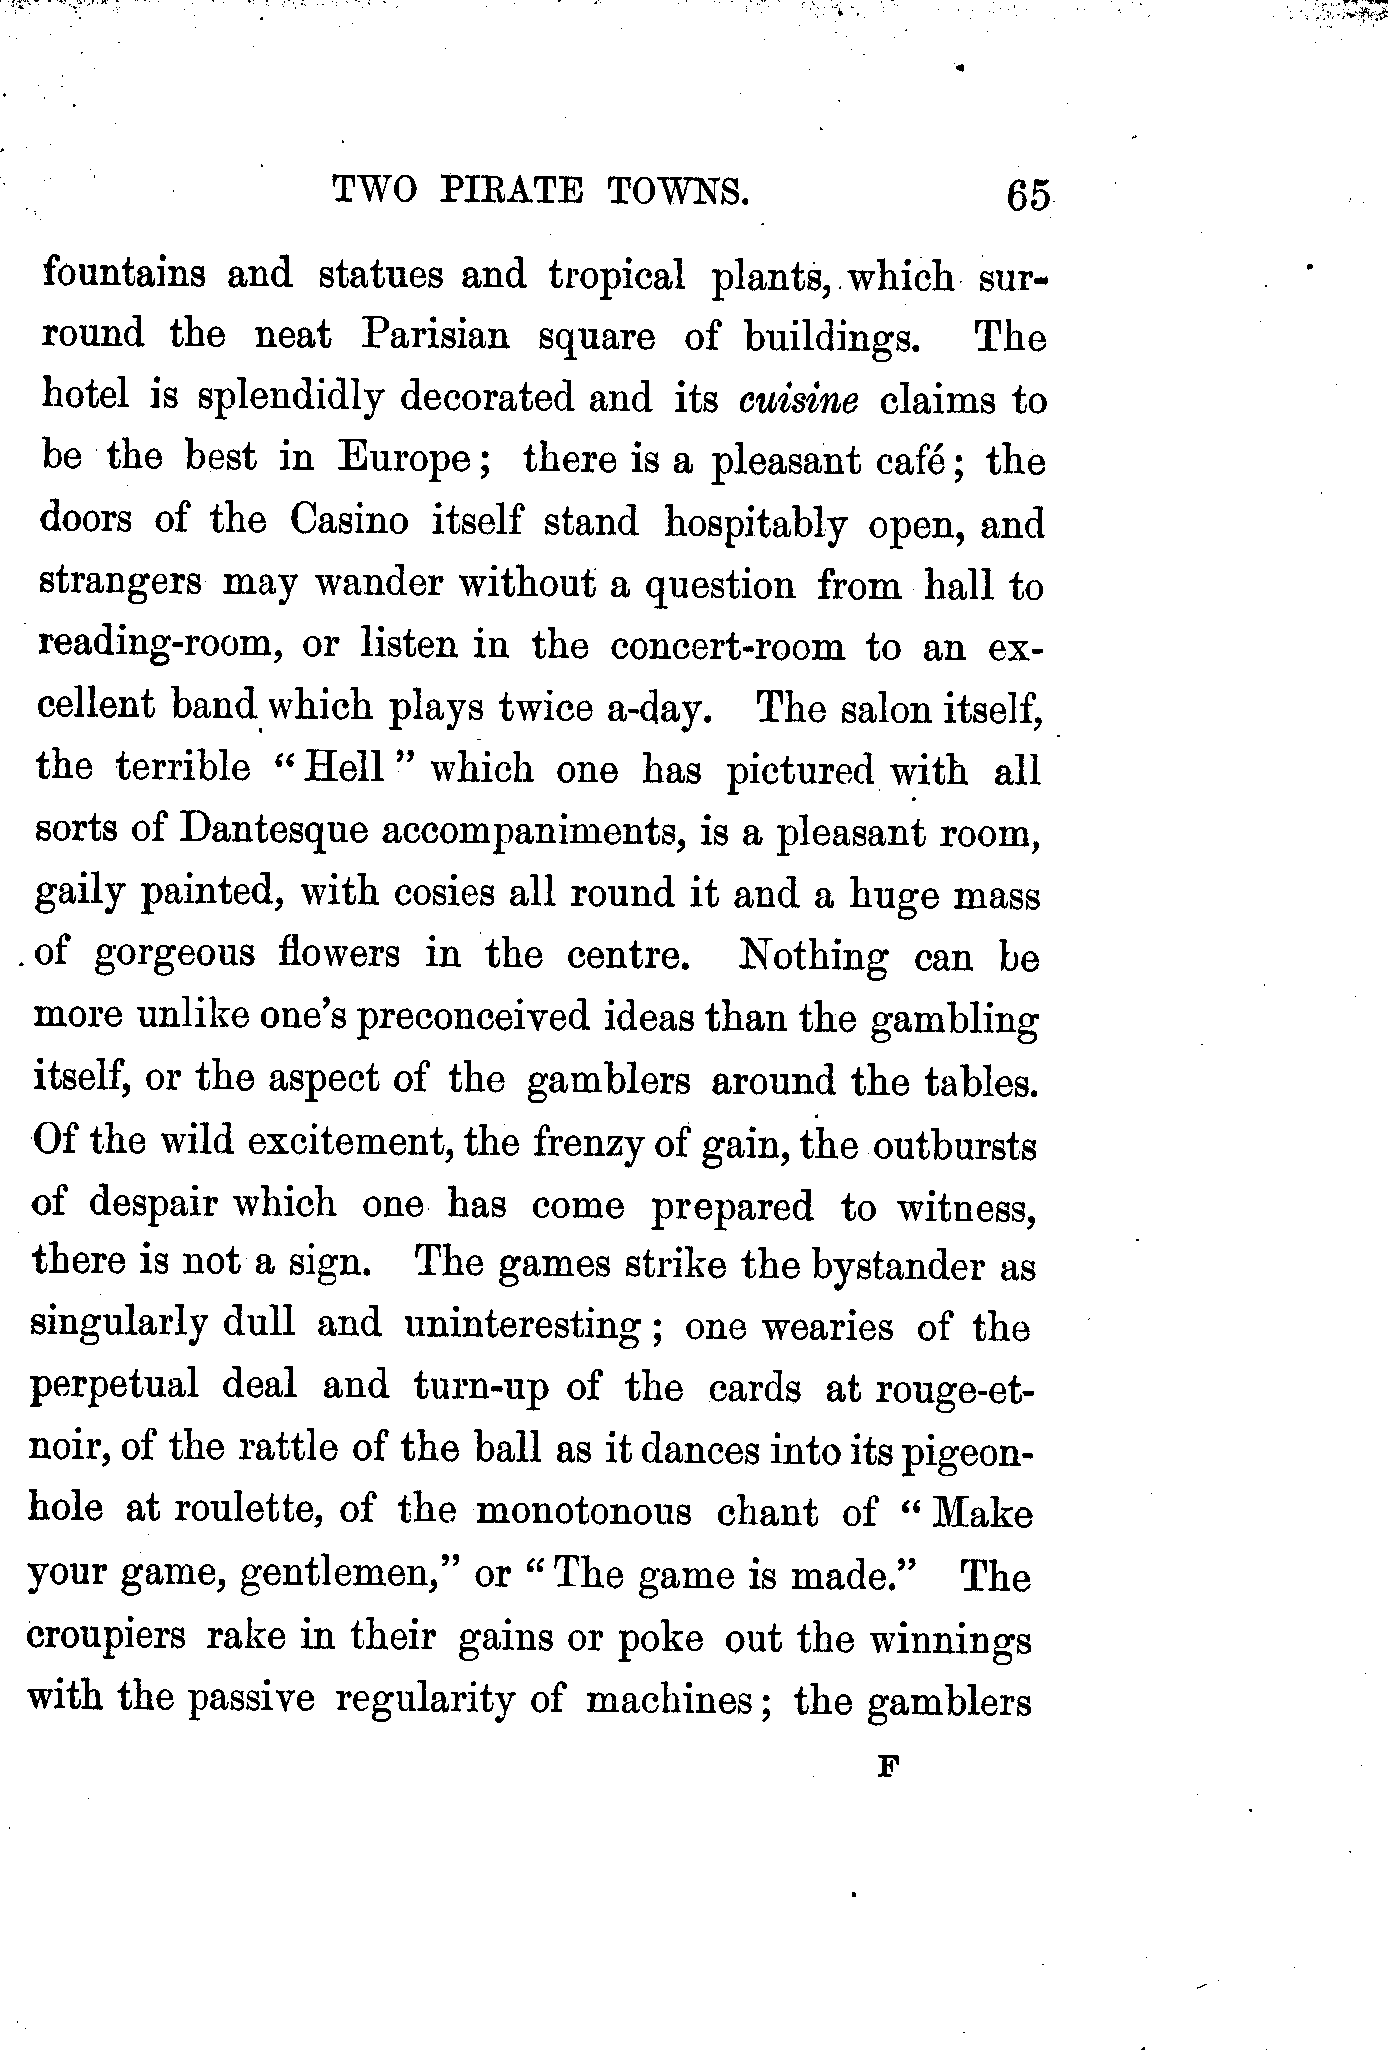 TWO PIRATE TOWNS. 65
fountains and statues and tropical plants, which sur-
round the neat Parisian square of buildings. The
hotel is splendidly decorated and its cuisine claims to
be the best in Europe; there is a pleasant café; the
doors of the Casino itself stand hospitably open, and
strangers may wander without a question from hall to
reading-room, or listen in the concert-room to an ex-
cellent band which plays twice a-day. The salon itself,
the terrible “Hell” which one has pictured with all
sorts of Dantesque accompaniments, is a pleasant room,
gaily painted, with cosies all round it and a huge mass
of gorgeous flowers in the centre. Nothing can be
more unlike one's preconceived ideas than the gambling
itself, or the aspect of the gamblers around the tables.
Of the wild excitement, the frenzy of gain, the outbursts
of despair which one has come prepared to witness,
there is not a sign. The games strike the bystander as
singularly dull and uninteresting; one wearies of the
perpetual deal and turn-up of the cards at rouge-et-
noir, of the rattle of the ball as it dances into its pigeon-
hole at roulette, of the monotonous chant of “Make
your game, gentlemen,” or “The game is made.” The
croupiers rake in their gains or poke out the winnings
with the passive regularity of machines; the gamblers
F